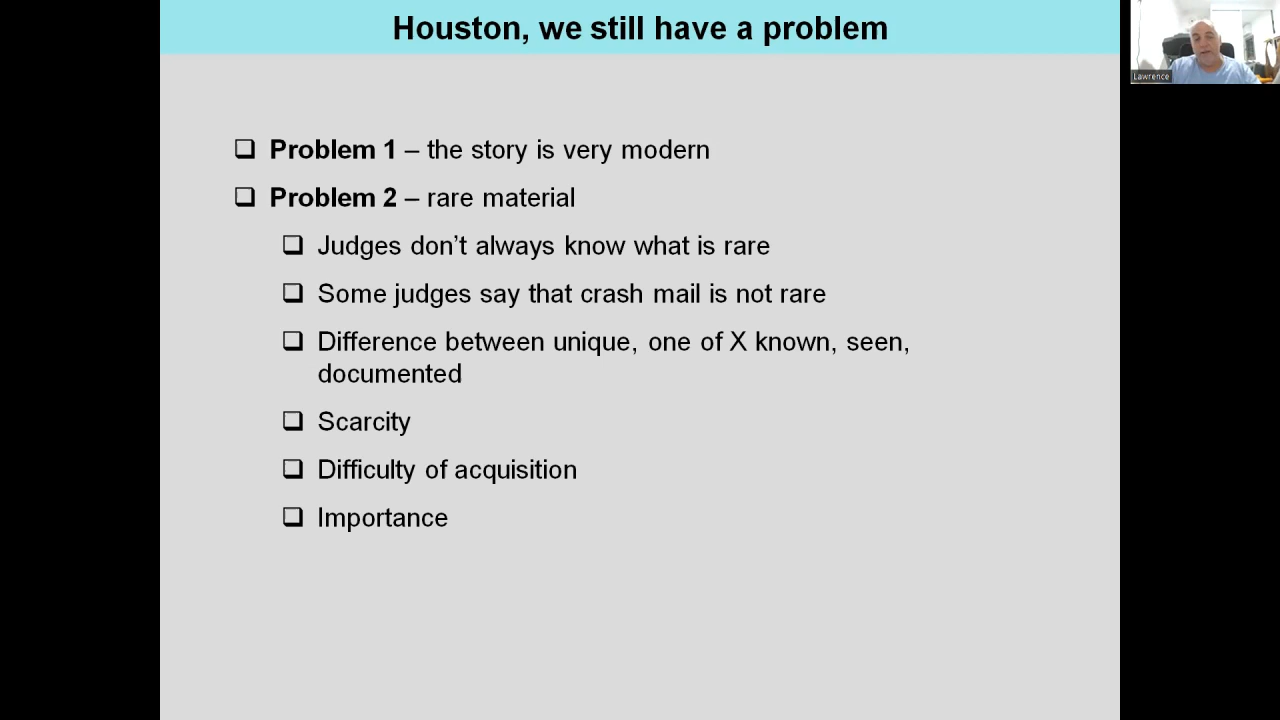 Houston, we still have a problem
Lawrence
❑ Problem 1 – the story is very modern
❑ Problem 2 – rare material
❑ Judges don’t always know what is rare
❑ Some judges say that crash mail is not rare
❑ Difference between unique, one of X known, seen,
documented
❑ Scarcity
❑ Difficulty of acquisition
❑ Importance